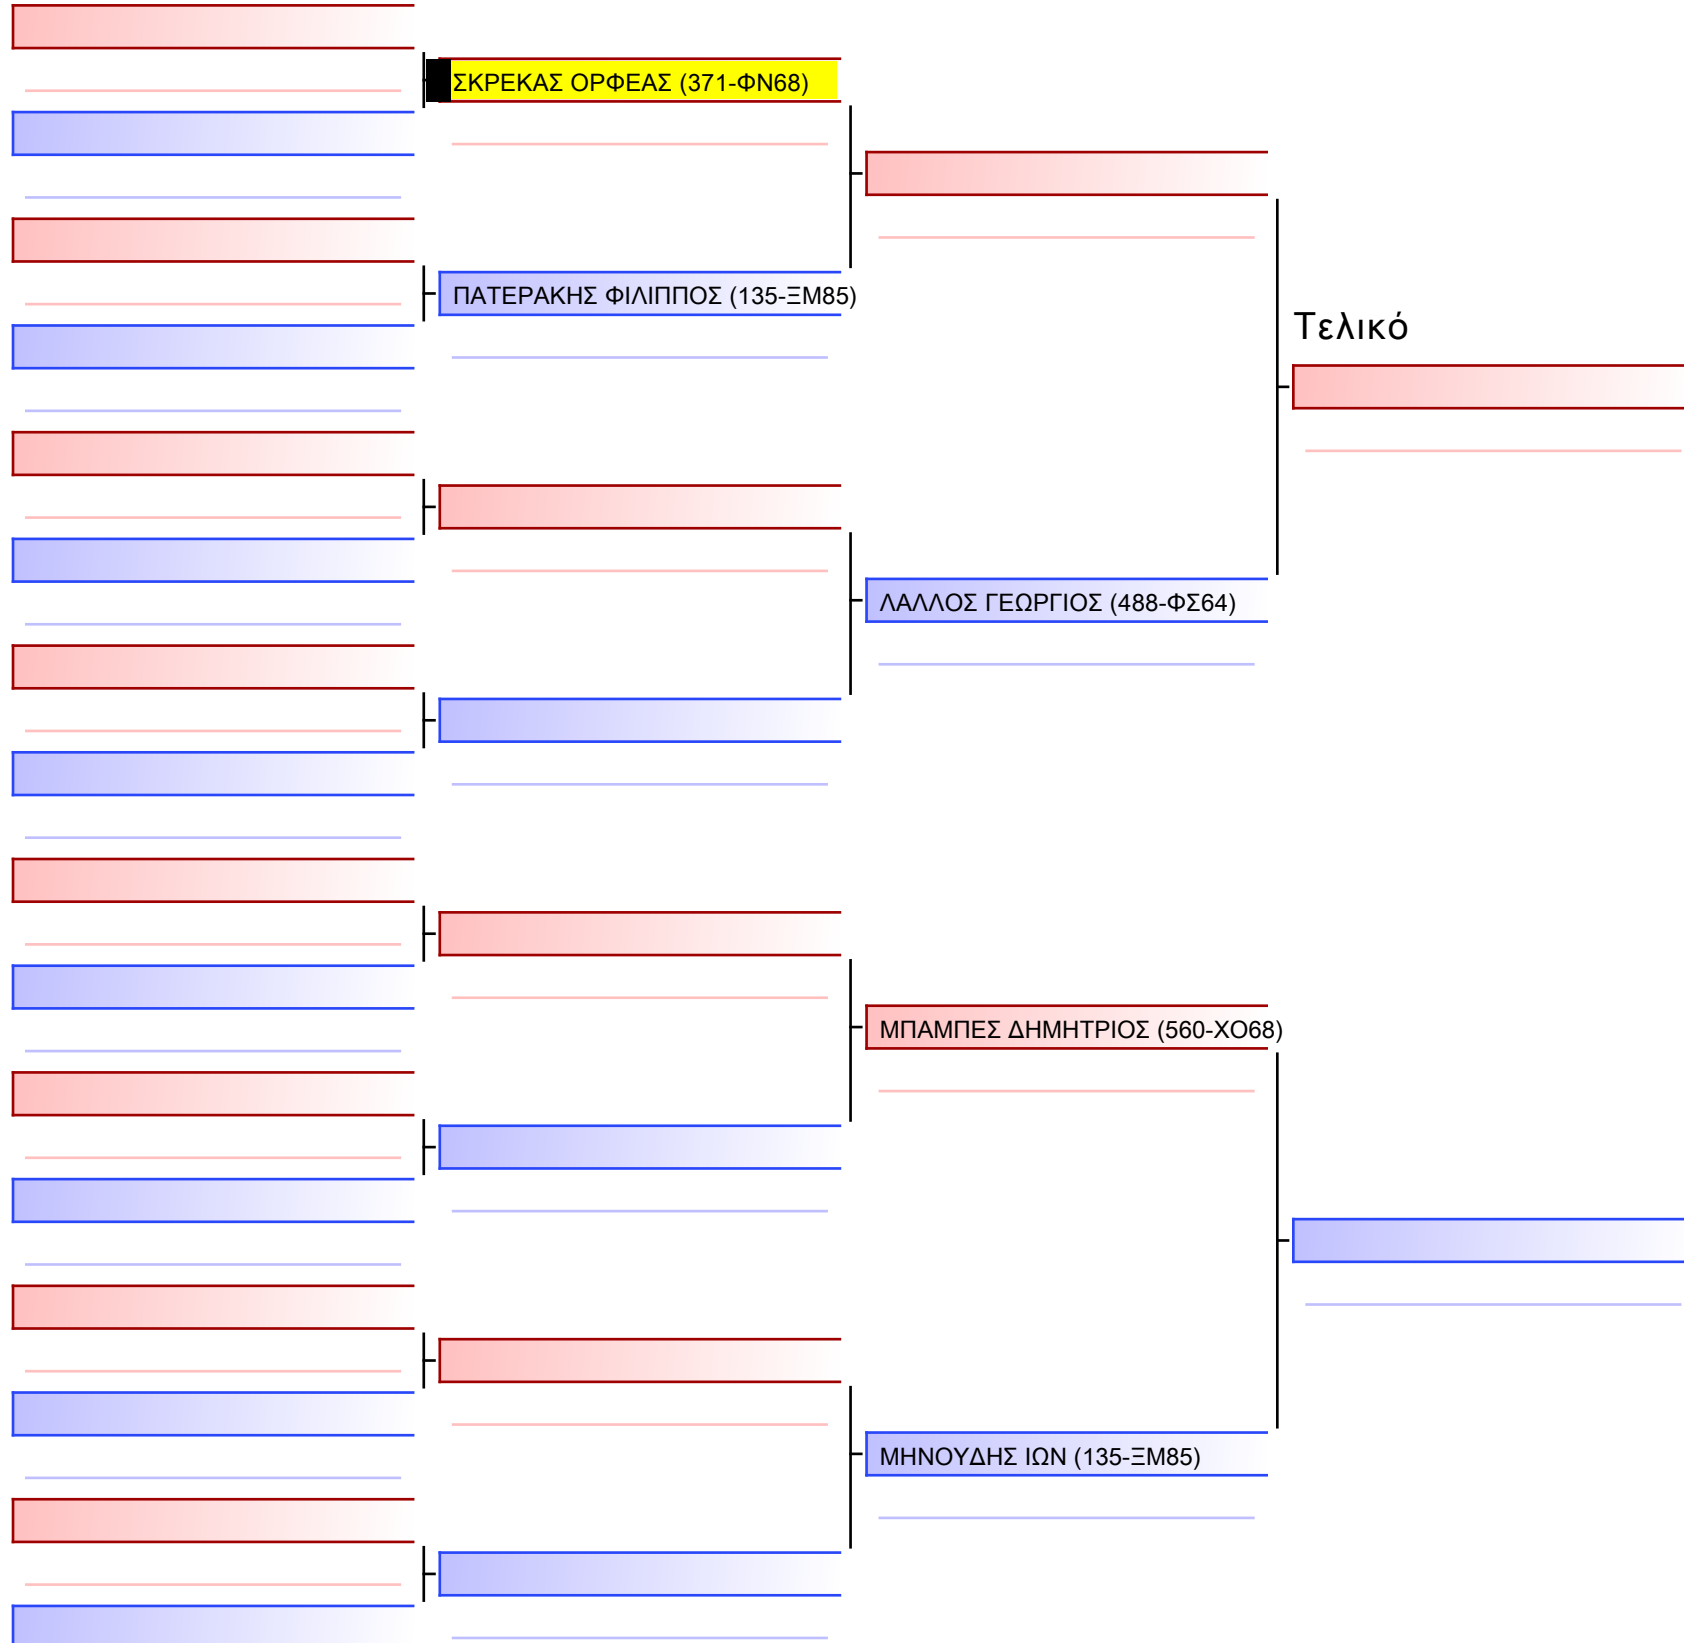 ΣΚΡΕΚΑΣ ΟΡΦΕΑΣ (371-ΦΝ68)
ΠΑΤΕΡΑΚΗΣ ΦΙΛΙΠΠΟΣ (135-ΞΜ85)
Τελικό
ΛΑΛΛΟΣ ΓΕΩΡΓΙΟΣ (488-ΦΣ64)
ΜΠΑΜΠΕΣ ΔΗΜΗΤΡΙΟΣ (560-ΧΟ68)
ΜΗΝΟΥΔΗΣ ΙΩΝ (135-ΞΜ85)